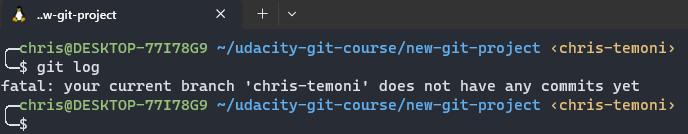 ..w-git-project
chris@DESKTOP-77I78G9 ~/udacity-git-course/new-git-project ‹chris-temoni›
$ git log
fatal: your current branch 'chris-temoni' does not have any commits yet
chris@DESKTOP-77I78G9 ~/udacity-git-course/new-git-project ‹chris-temoni›
$